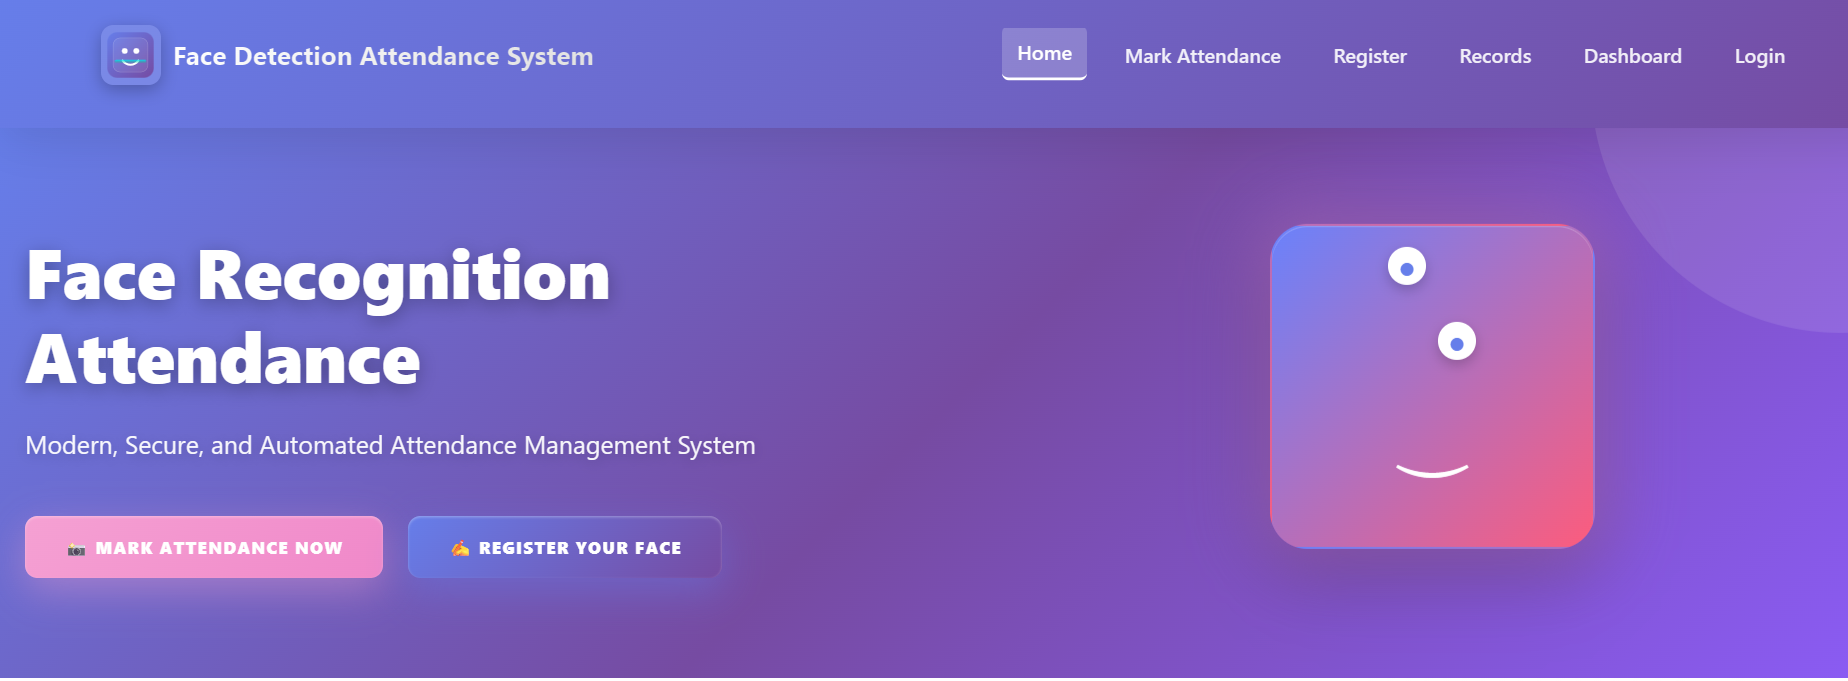 Face Detection Attendance System
Home
Mark Attendance
Register
Records
Dashboard
Login
Face Recognition
Attendance
Modern, Secure, and Automated Attendance Management System
📸 MARK ATTENDANCE NOW
✍️ REGISTER YOUR FACE